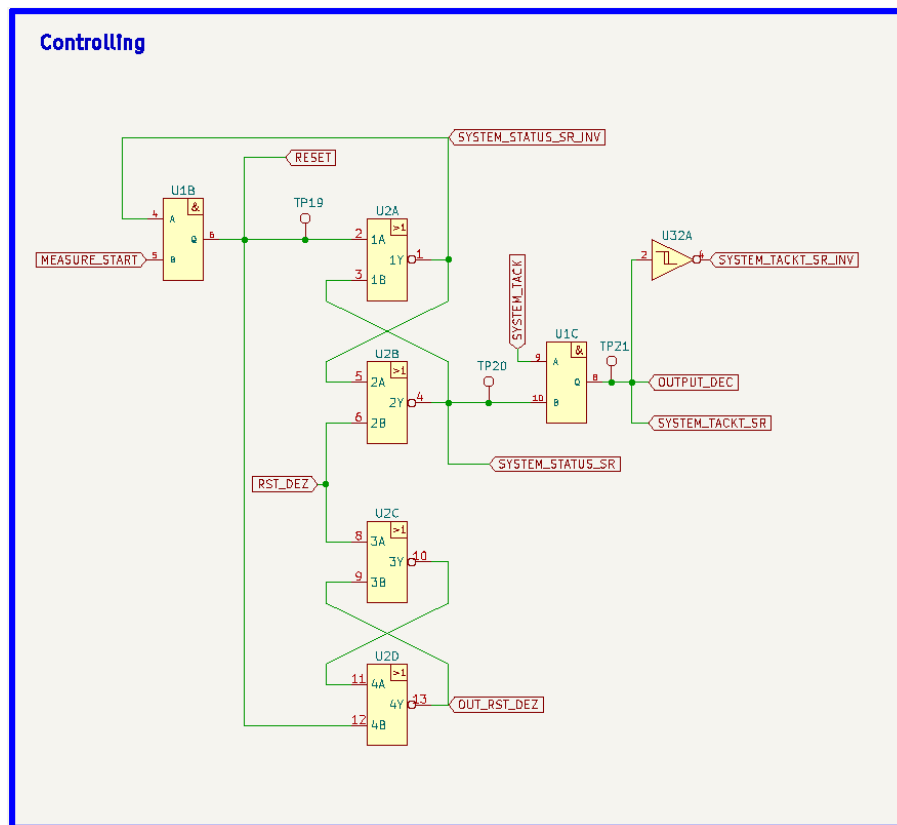 Controlling
SYSTEM_STATUS_SR_INV
RESET
U1B
&
4
A
Q
6
MEASURE_START
5
B
TP19
U2A
>1
2
1A
1Y
1
3
1B
U32A
2
4
SYSTEM_TACKT_SR_INV
SYSTEM_TACK
U1C
&
9
A
Q
8
10
B
TP21
OUTPUT_DEC
SYSTEM_TACKT_SR
U2B
>1
5
2A
2Y
4
6
2B
TP20
SYSTEM_STATUS_SR
RST_DEZ
U2C
>1
8
3A
3Y
10
9
3B
U2D
>1
11
4A
4Y
13
OUT_RST_DEZ
12
4B